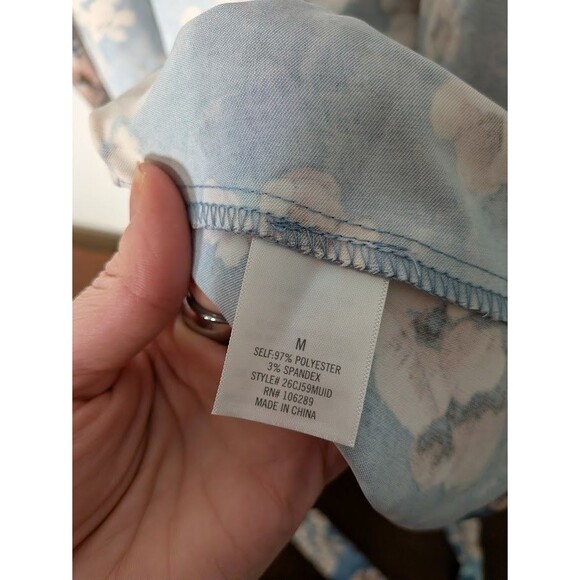 M
SELF:97% POLYESTER
3% SPANDEX
STYLE# 26CJ59MUID
RN# 106289
MADE IN CHINA